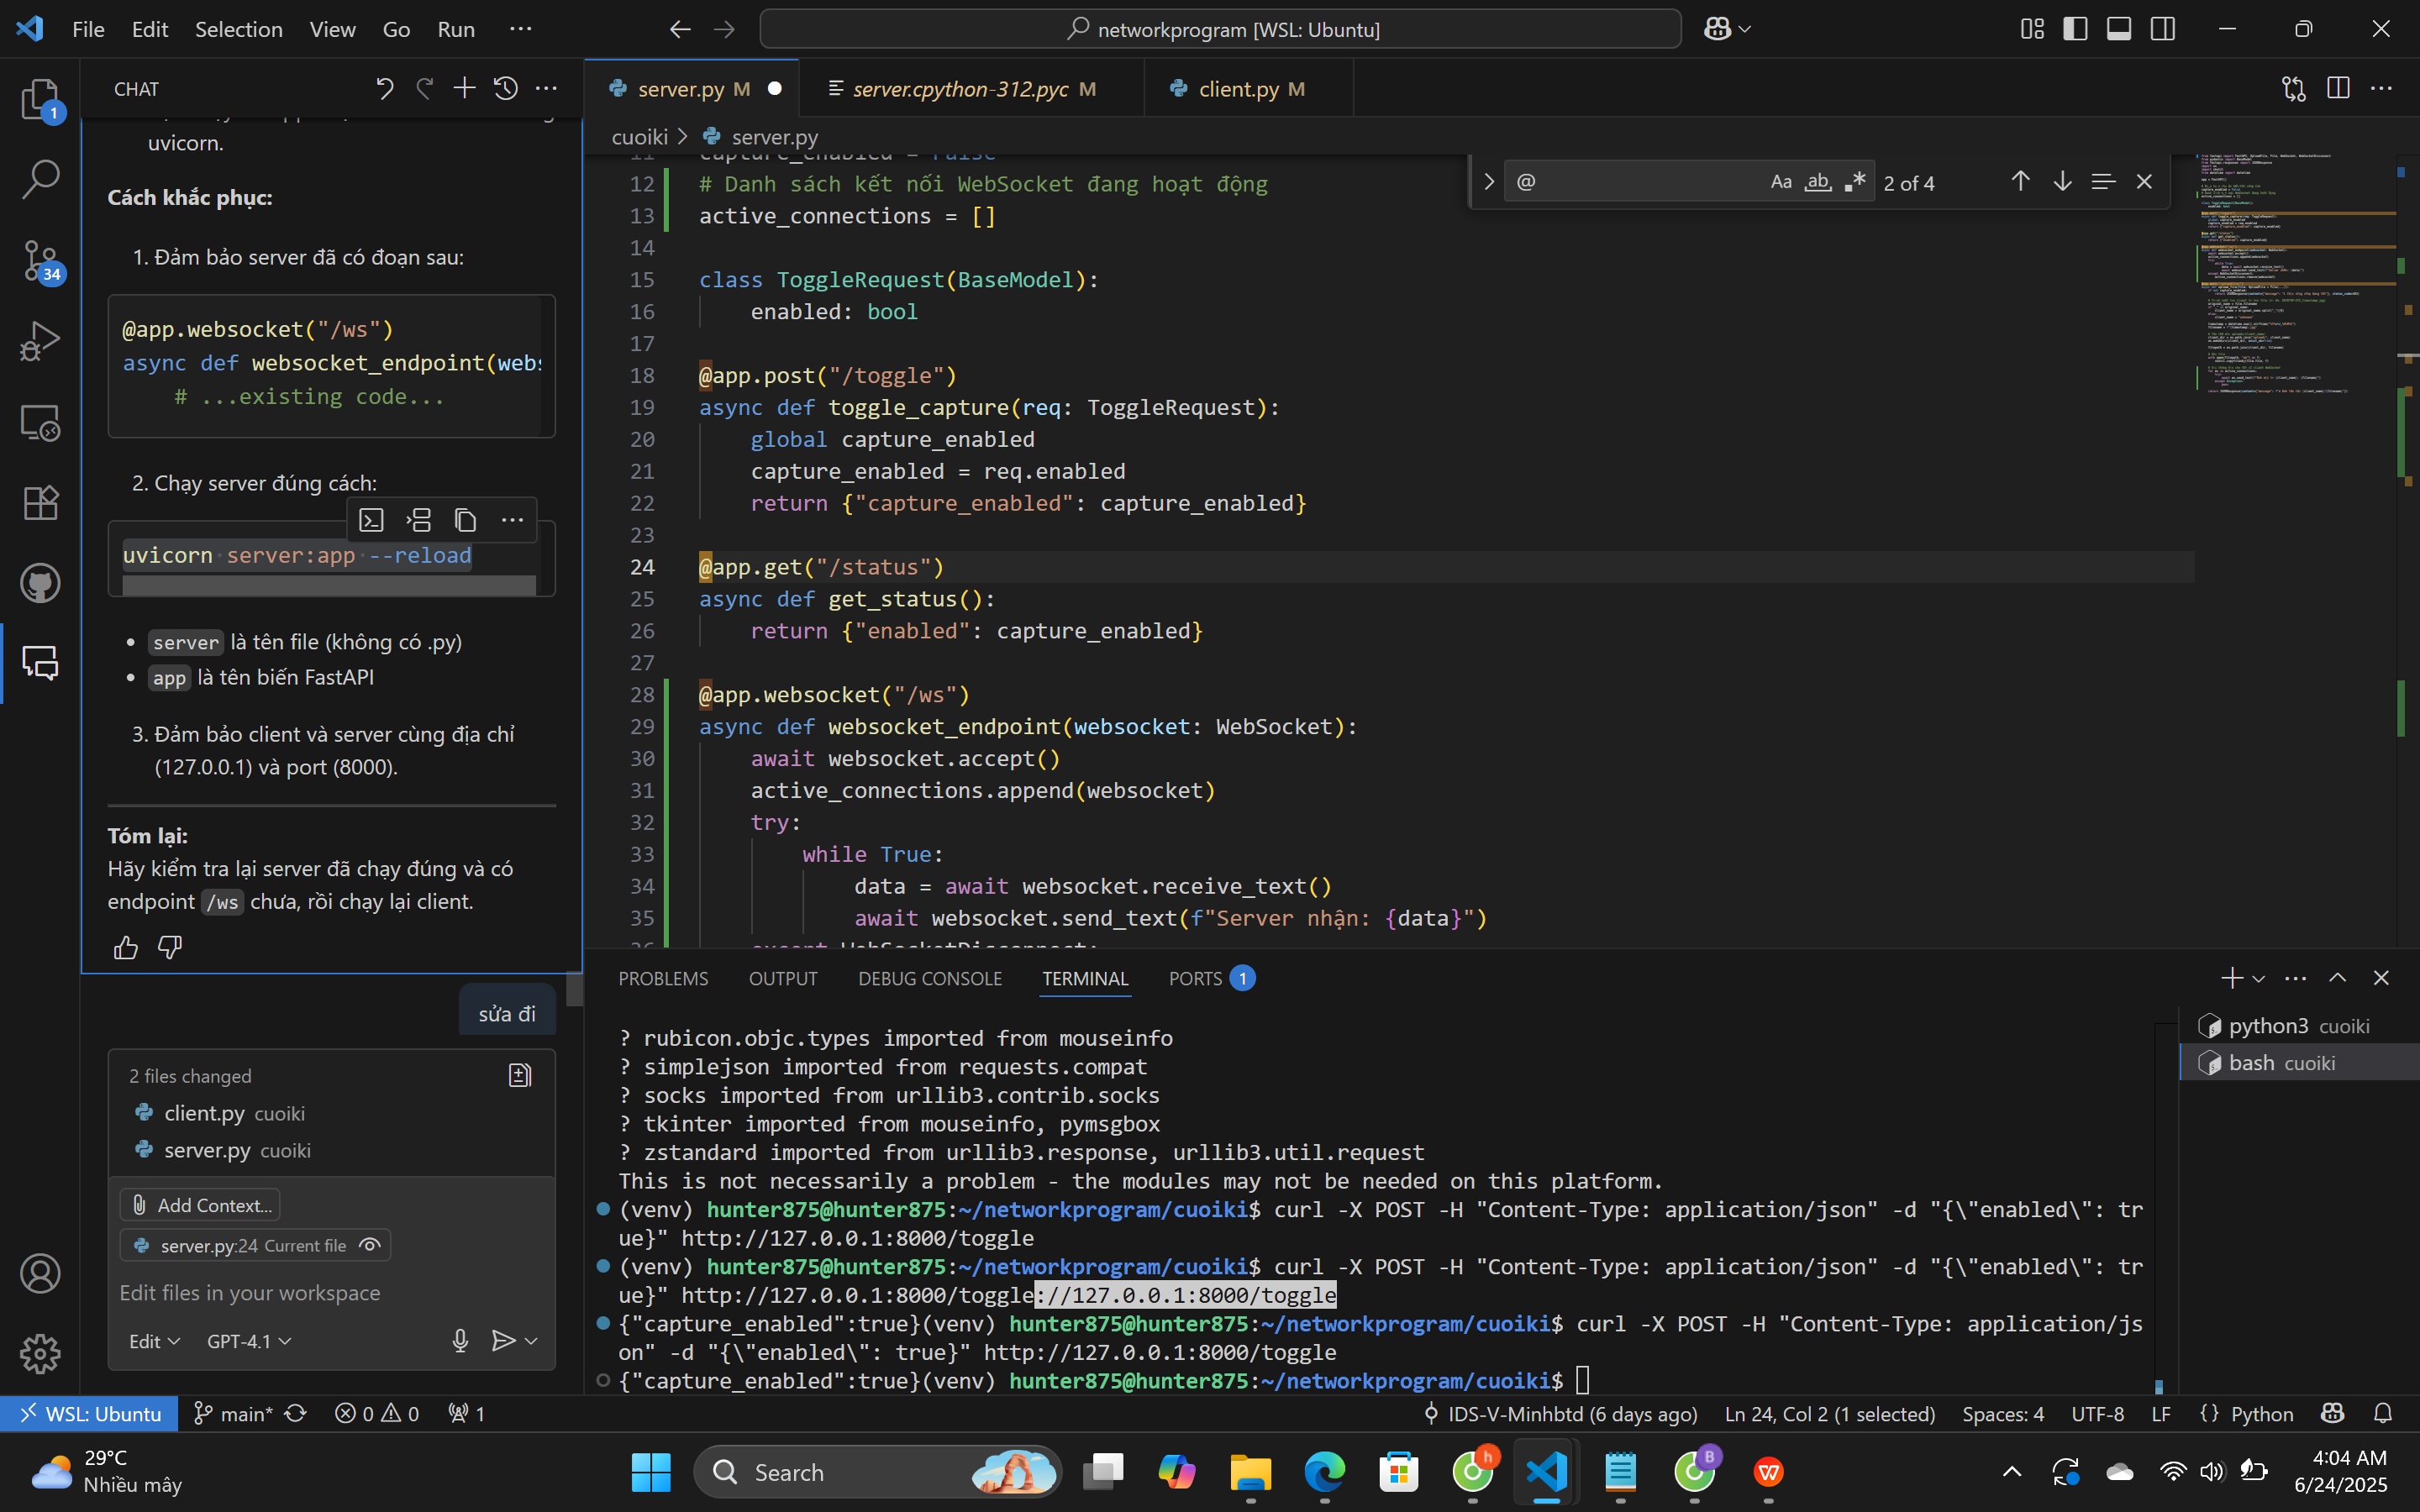 File Edit Selection View Go Run ···
networkprogram [WSL: Ubuntu]
CHAT
uvicorn.
Cách khắc phục:
1. Đảm bảo server đã có đoạn sau:
@app.websocket("/ws")
async def websocket_endpoint(webs
# ...existing code...
2. Chạy server đúng cách:
uvicorn server:app --reload
• server là tên file (không có .py)
• app là tên biến FastAPI
3. Đảm bảo client và server cùng địa chỉ
(127.0.0.1) và port (8000).
Tóm lại:
Hãy kiểm tra lại server đã chạy đúng và có
endpoint /ws chưa, rồi chạy lại client.
sửa đi
2 files changed
client.py cuoiki
server.py cuoiki
Add Context...
server.py:24 Current file
Edit files in your workspace
Edit GPT-4.1
1
34
server.py M
server.cpython-312.pyc M
client.py M
cuoiki > server.py
@ Aa ab 2 of 4
11 capture_enabled = False
12 # Danh sách kết nối WebSocket đang hoạt động
13 active_connections = []
14
15 class ToggleRequest(BaseModel):
16 enabled: bool
17
18 @app.post("/toggle")
19 async def toggle_capture(req: ToggleRequest):
20 global capture_enabled
21 capture_enabled = req.enabled
22 return {"capture_enabled": capture_enabled}
23
24 @app.get("/status")
25 async def get_status():
26 return {"enabled": capture_enabled}
27
28 @app.websocket("/ws")
29 async def websocket_endpoint(websocket: WebSocket):
30 await websocket.accept()
31 active_connections.append(websocket)
32 try:
33 while True:
34 data = await websocket.receive_text()
35 await websocket.send_text(f"Server nhận: {data}")
36 except WebSocketDisconnect:
PROBLEMS OUTPUT DEBUG CONSOLE TERMINAL PORTS 1
? rubicon.objc.types imported from mouseinfo
? simplejson imported from requests.compat
? socks imported from urllib3.contrib.socks
? tkinter imported from mouseinfo, pymsgbox
? zstandard imported from urllib3.response, urllib3.util.request
This is not necessarily a problem - the modules may not be needed on this platform.
(venv) hunter875@hunter875:~/networkprogram/cuoiki$ curl -X POST -H "Content-Type: application/json" -d "{\"enabled\": tr
ue}" http://127.0.0.1:8000/toggle
(venv) hunter875@hunter875:~/networkprogram/cuoiki$ curl -X POST -H "Content-Type: application/json" -d "{\"enabled\": tr
ue}" http://127.0.0.1:8000/toggle://127.0.0.1:8000/toggle
{"capture_enabled":true}(venv) hunter875@hunter875:~/networkprogram/cuoiki$ curl -X POST -H "Content-Type: application/js
on" -d "{\"enabled\": true}" http://127.0.0.1:8000/toggle
{"capture_enabled":true}(venv) hunter875@hunter875:~/networkprogram/cuoiki$
python3 cuoiki
bash cuoiki
WSL: Ubuntu main* 0 0 1
IDS-V-Minhbtd (6 days ago) Ln 24, Col 2 (1 selected) Spaces: 4 UTF-8 LF {} Python
29°C
Nhiều mây
Search
h
B
W
4:04 AM
6/24/2025